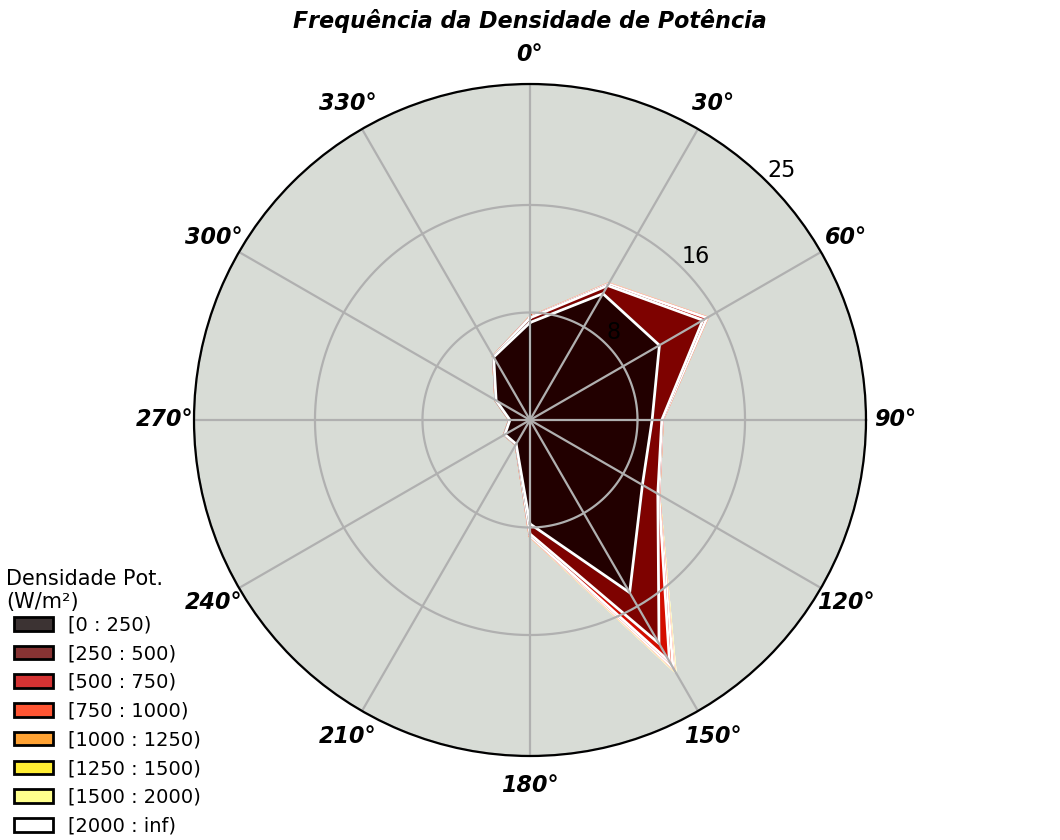 Frequência da Densidade de Potência
0°
330°
30°
25
300°
60°
16
8
270°
90°
240°
120°
210°
150°
180°
Densidade Pot.
(W/m²)
[0 : 250)
[250 : 500)
[500 : 750)
[750 : 1000)
[1000 : 1250)
[1250 : 1500)
[1500 : 2000)
[2000 : inf)